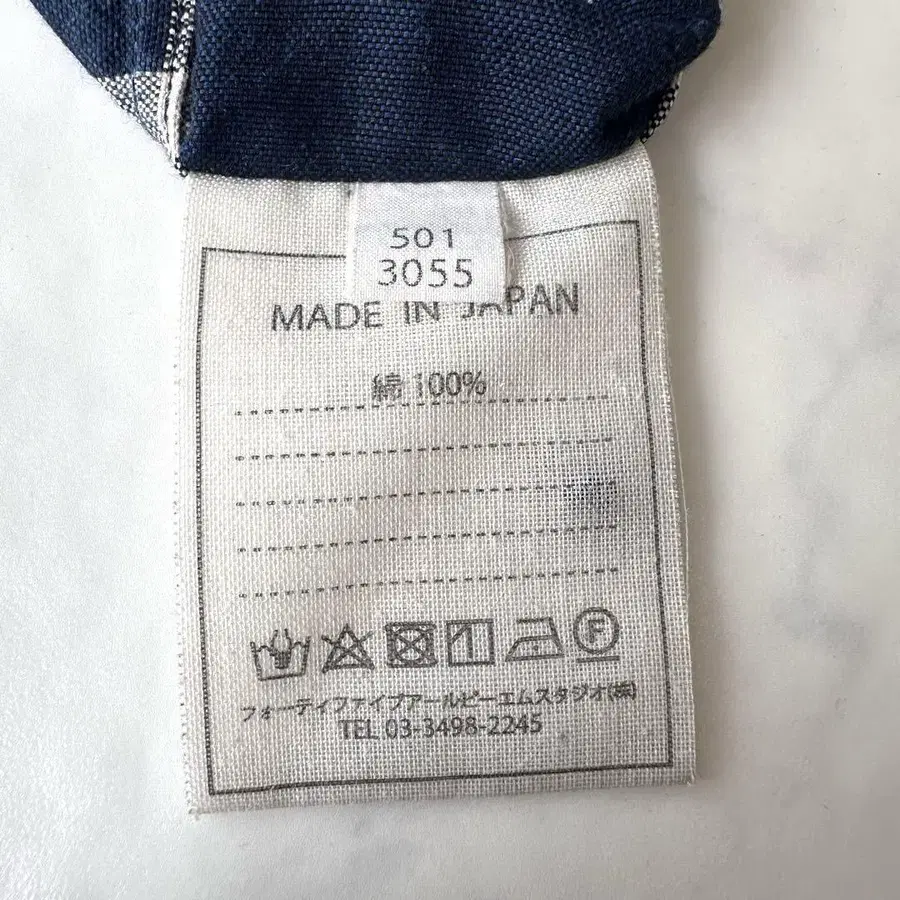 501
3055
MADE IN JAPAN
綿 100%
F
フォーティファイブアールピーエムスタジオ(株)
TEL 03-3498-2245